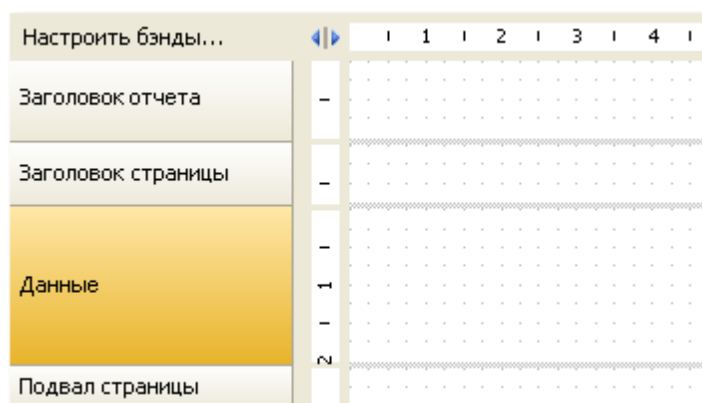 Настроить бэнды... 1 2 3 4
Заголовок отчета
Заголовок страницы
Данные
1
2
Подвал страницы